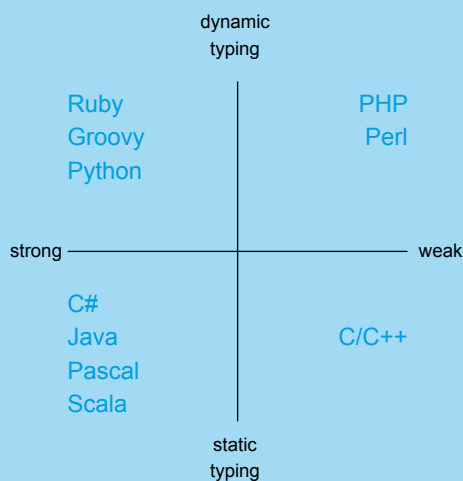 dynamic
typing
Ruby
PHP
Groovy
Perl
Python
strong
weak
C#
Java
C/C++
Pascal
Scala
static
typing